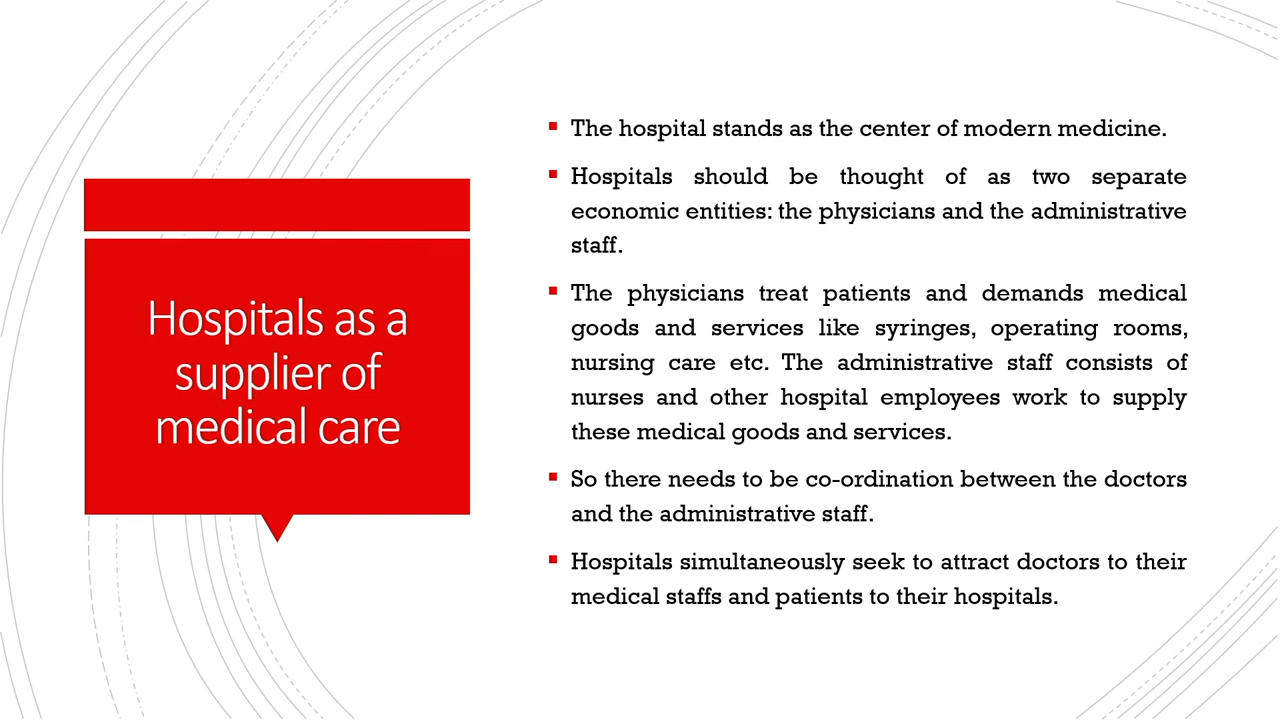 Hospitals as a
supplier of
medical care
The hospital stands as the center of modern medicine.
Hospitals should be thought of as two separate
economic entities: the physicians and the administrative
staff.
The physicians treat patients and demands medical
goods and services like syringes, operating rooms,
nursing care etc. The administrative staff consists of
nurses and other hospital employees work to supply
these medical goods and services.
So there needs to be co-ordination between the doctors
and the administrative staff.
Hospitals simultaneously seek to attract doctors to their
medical staffs and patients to their hospitals.